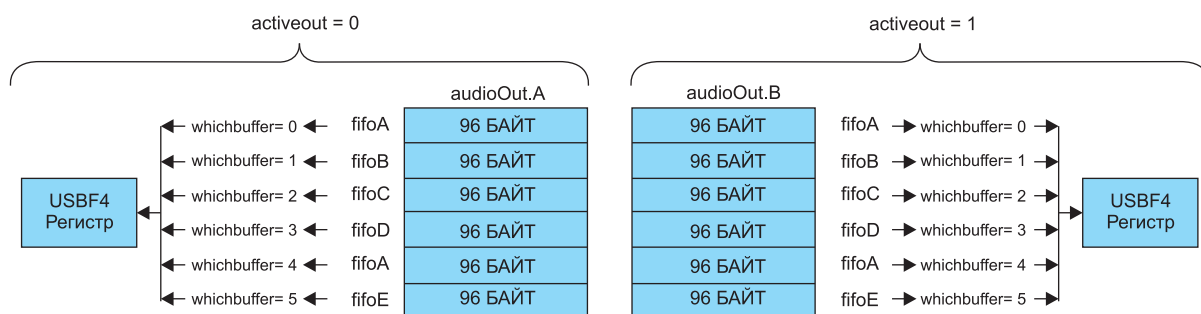 activeout = 0
activeout = 1
audioOut.A
audioOut.B
whichbuffer= 0 fifoA 96 БАЙТ 96 БАЙТ fifoA whichbuffer= 0
whichbuffer= 1 fifoB 96 БАЙТ 96 БАЙТ fifoB whichbuffer= 1
whichbuffer= 2 fifoC 96 БАЙТ 96 БАЙТ fifoC whichbuffer= 2
whichbuffer= 3 fifoD 96 БАЙТ 96 БАЙТ fifoD whichbuffer= 3
whichbuffer= 4 fifoA 96 БАЙТ 96 БАЙТ fifoA whichbuffer= 4
whichbuffer= 5 fifoE 96 БАЙТ 96 БАЙТ fifoE whichbuffer= 5
USBF4
Регистр
USBF4
Регистр